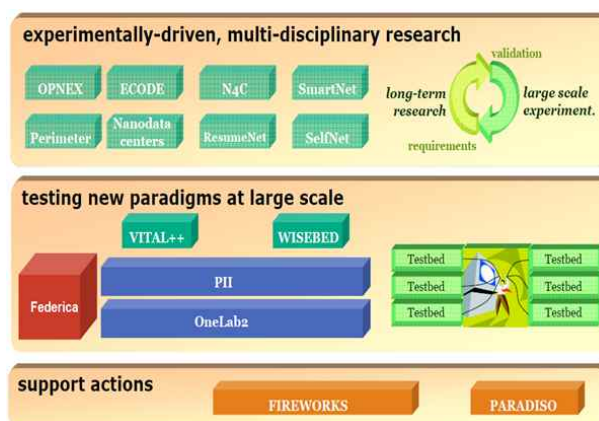 experimentally-driven, multi-disciplinary research
OPNEX ECODE N4C SmartNet
Perimeter Nanodata centers ResumeNet SelfNet
validation
long-term research
large scale experiment.
requirements
testing new paradigms at large scale
VITAL++ WISEBED
Federica
PII
OneLab2
Testbed Testbed
Testbed Testbed
Testbed Testbed
support actions
FIREWORKS PARADISO